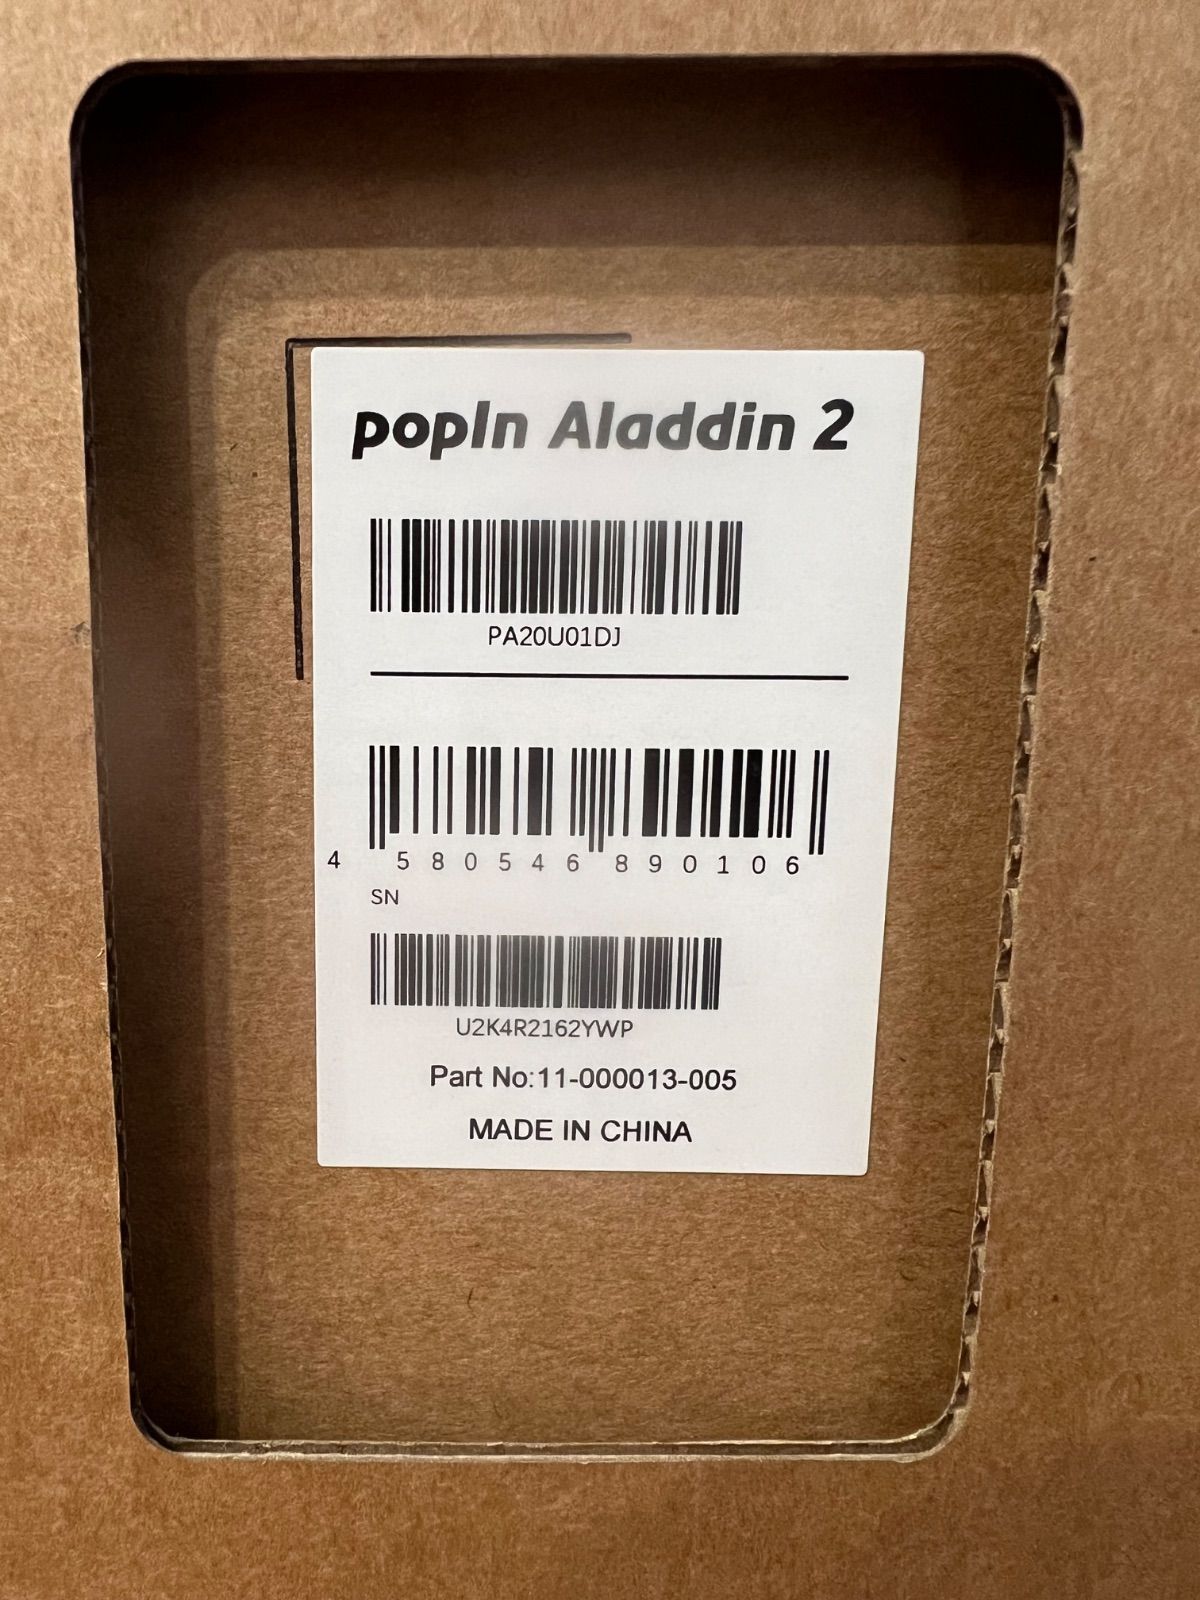 popIn Aladdin 2
PA20U01DJ
4 580546 890106
SN
U2K4R2162YWP
Part No:11-000013-005
MADE IN CHINA